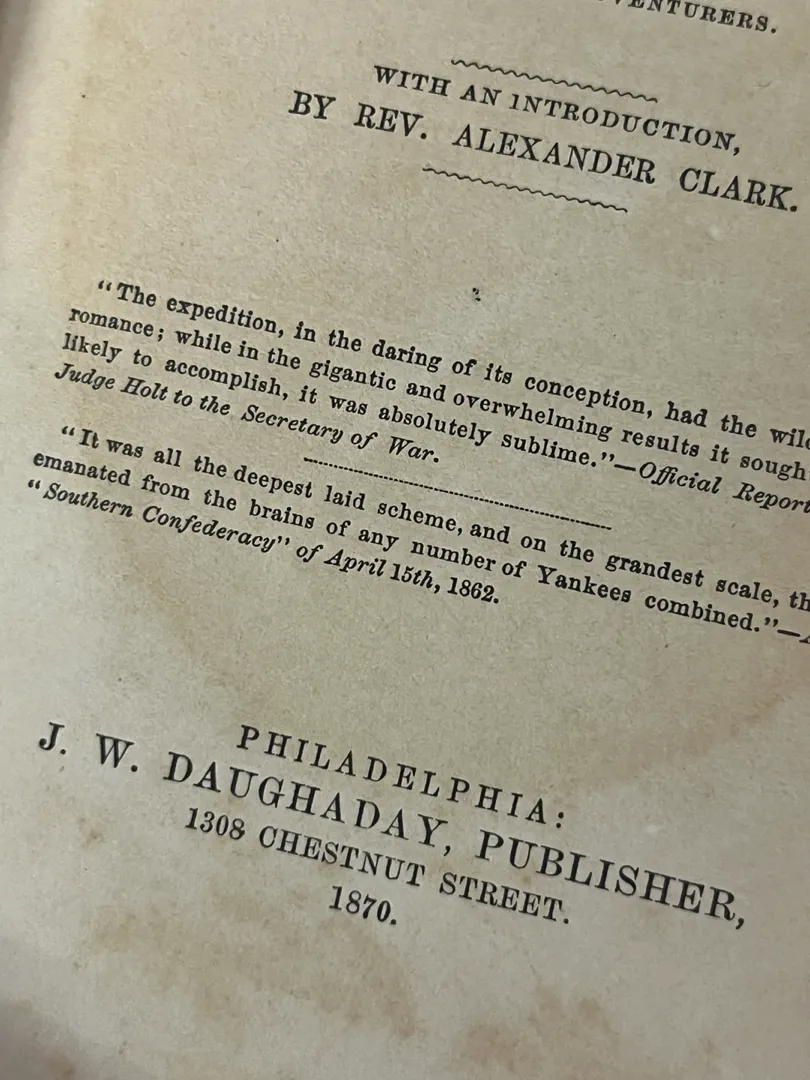 VENTURERS.
WITH AN INTRODUCTION,
BY REV. ALEXANDER CLARK.
"The expedition, in the daring of its conception, had the wil
romance; while in the gigantic and overwhelming results it sough
likely to accomplish, it was absolutely sublime."—Official Report
Judge Holt to the Secretary of War.
"It was all the deepest laid scheme, and on the grandest scale, th
emanated from the brains of any number of Yankees combined."—
"Southern Confederacy" of April 15th, 1862.
PHILADELPHIA:
J. W. DAUGHADAY, PUBLISHER,
1308 CHESTNUT STREET.
1870.